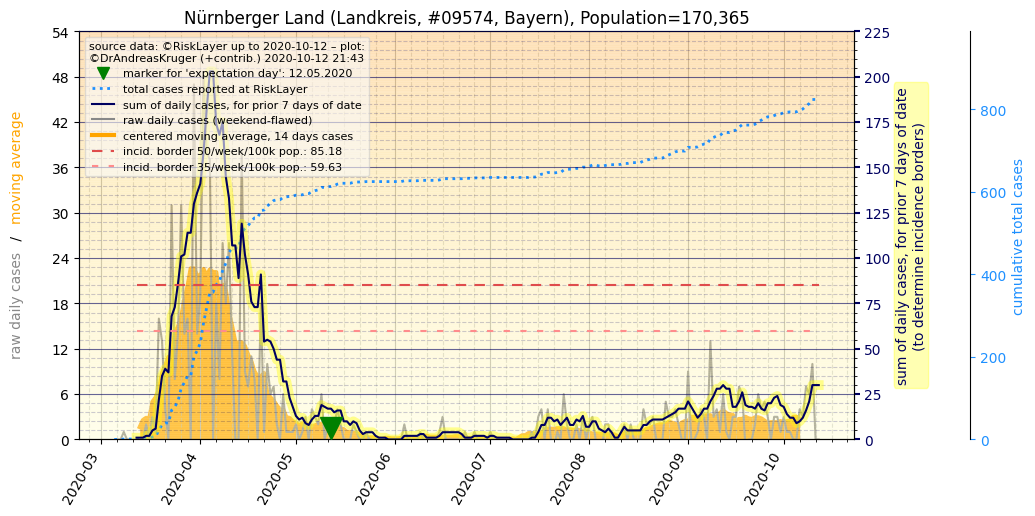 Nürnberger Land (Landkreis, #09574, Bayern), Population=170,365
source data: ©RiskLayer up to 2020-10-12 – plot:
©DrAndreasKruger (+contrib.) 2020-10-12 21:43
marker for 'expectation day': 12.05.2020
total cases reported at RiskLayer
sum of daily cases, for prior 7 days of date
raw daily cases (weekend-flawed)
centered moving average, 14 days cases
incid. border 50/week/100k pop.: 85.18
incid. border 35/week/100k pop.: 59.63
raw daily cases / moving average
54
48
42
36
30
24
18
12
6
0
225
200
175
150
125
100
75
50
25
0
sum of daily cases, for prior 7 days of date
(to determine incidence borders)
800
600
400
200
0
cumulative total cases
2020-03
2020-04
2020-05
2020-06
2020-07
2020-08
2020-09
2020-10